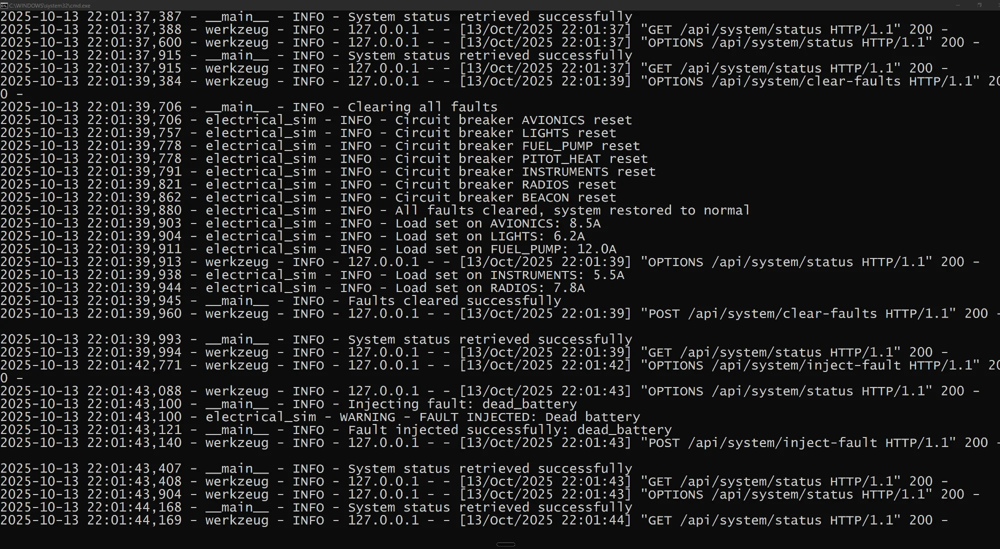 C:\WINDOWS\system32\cmd.exe
2025-10-13 22:01:37,387 - __main__ - INFO - System status retrieved successfully
2025-10-13 22:01:37,388 - werkzeug - INFO - 127.0.0.1 - - [13/Oct/2025 22:01:37] "GET /api/system/status HTTP/1.1" 200 -
2025-10-13 22:01:37,600 - werkzeug - INFO - 127.0.0.1 - - [13/Oct/2025 22:01:37] "OPTIONS /api/system/status HTTP/1.1" 200 -
2025-10-13 22:01:37,915 - __main__ - INFO - System status retrieved successfully
2025-10-13 22:01:37,915 - werkzeug - INFO - 127.0.0.1 - - [13/Oct/2025 22:01:37] "GET /api/system/status HTTP/1.1" 200 -
2025-10-13 22:01:39,384 - werkzeug - INFO - 127.0.0.1 - - [13/Oct/2025 22:01:39] "OPTIONS /api/system/clear-faults HTTP/1.1" 20
0 -
2025-10-13 22:01:39,706 - __main__ - INFO - Clearing all faults
2025-10-13 22:01:39,706 - electrical_sim - INFO - Circuit breaker AVIONICS reset
2025-10-13 22:01:39,757 - electrical_sim - INFO - Circuit breaker LIGHTS reset
2025-10-13 22:01:39,778 - electrical_sim - INFO - Circuit breaker FUEL_PUMP reset
2025-10-13 22:01:39,778 - electrical_sim - INFO - Circuit breaker PITOT_HEAT reset
2025-10-13 22:01:39,791 - electrical_sim - INFO - Circuit breaker INSTRUMENTS reset
2025-10-13 22:01:39,821 - electrical_sim - INFO - Circuit breaker RADIOS reset
2025-10-13 22:01:39,862 - electrical_sim - INFO - Circuit breaker BEACON reset
2025-10-13 22:01:39,880 - electrical_sim - INFO - All faults cleared, system restored to normal
2025-10-13 22:01:39,903 - electrical_sim - INFO - Load set on AVIONICS: 8.5A
2025-10-13 22:01:39,904 - electrical_sim - INFO - Load set on LIGHTS: 6.2A
2025-10-13 22:01:39,911 - electrical_sim - INFO - Load set on FUEL_PUMP: 12.0A
2025-10-13 22:01:39,913 - werkzeug - INFO - 127.0.0.1 - - [13/Oct/2025 22:01:39] "OPTIONS /api/system/status HTTP/1.1" 200 -
2025-10-13 22:01:39,938 - electrical_sim - INFO - Load set on INSTRUMENTS: 5.5A
2025-10-13 22:01:39,944 - electrical_sim - INFO - Load set on RADIOS: 7.8A
2025-10-13 22:01:39,945 - __main__ - INFO - Faults cleared successfully
2025-10-13 22:01:39,960 - werkzeug - INFO - 127.0.0.1 - - [13/Oct/2025 22:01:39] "POST /api/system/clear-faults HTTP/1.1" 200 -
2025-10-13 22:01:39,993 - __main__ - INFO - System status retrieved successfully
2025-10-13 22:01:39,994 - werkzeug - INFO - 127.0.0.1 - - [13/Oct/2025 22:01:39] "GET /api/system/status HTTP/1.1" 200 -
2025-10-13 22:01:42,771 - werkzeug - INFO - 127.0.0.1 - - [13/Oct/2025 22:01:42] "OPTIONS /api/system/inject-fault HTTP/1.1" 20
0 -
2025-10-13 22:01:43,088 - werkzeug - INFO - 127.0.0.1 - - [13/Oct/2025 22:01:43] "OPTIONS /api/system/status HTTP/1.1" 200 -
2025-10-13 22:01:43,100 - __main__ - INFO - Injecting fault: dead_battery
2025-10-13 22:01:43,100 - electrical_sim - WARNING - FAULT INJECTED: Dead battery
2025-10-13 22:01:43,121 - __main__ - INFO - Fault injected successfully: dead_battery
2025-10-13 22:01:43,140 - werkzeug - INFO - 127.0.0.1 - - [13/Oct/2025 22:01:43] "POST /api/system/inject-fault HTTP/1.1" 200 -
2025-10-13 22:01:43,407 - __main__ - INFO - System status retrieved successfully
2025-10-13 22:01:43,408 - werkzeug - INFO - 127.0.0.1 - - [13/Oct/2025 22:01:43] "GET /api/system/status HTTP/1.1" 200 -
2025-10-13 22:01:43,904 - werkzeug - INFO - 127.0.0.1 - - [13/Oct/2025 22:01:43] "OPTIONS /api/system/status HTTP/1.1" 200 -
2025-10-13 22:01:44,168 - __main__ - INFO - System status retrieved successfully
2025-10-13 22:01:44,169 - werkzeug - INFO - 127.0.0.1 - - [13/Oct/2025 22:01:44] "GET /api/system/status HTTP/1.1" 200 -